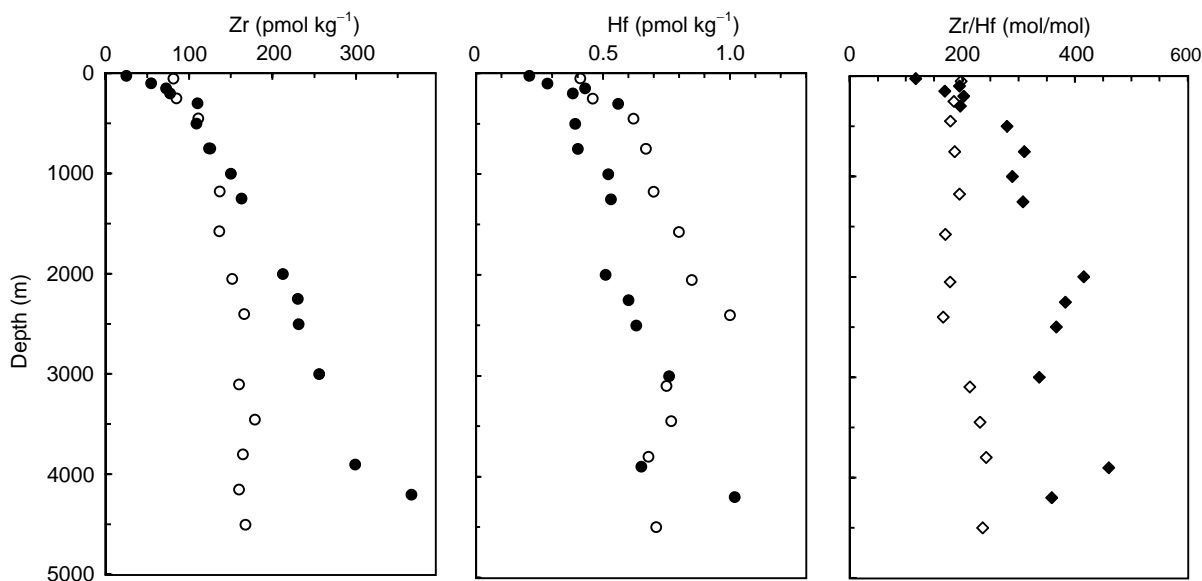 Zr (pmol kg−1)
0 100 200 300
Hf (pmol kg−1)
0 0.5 1.0
Zr/Hf (mol/mol)
0 200 400 600
Depth (m)
0
1000
2000
3000
4000
5000